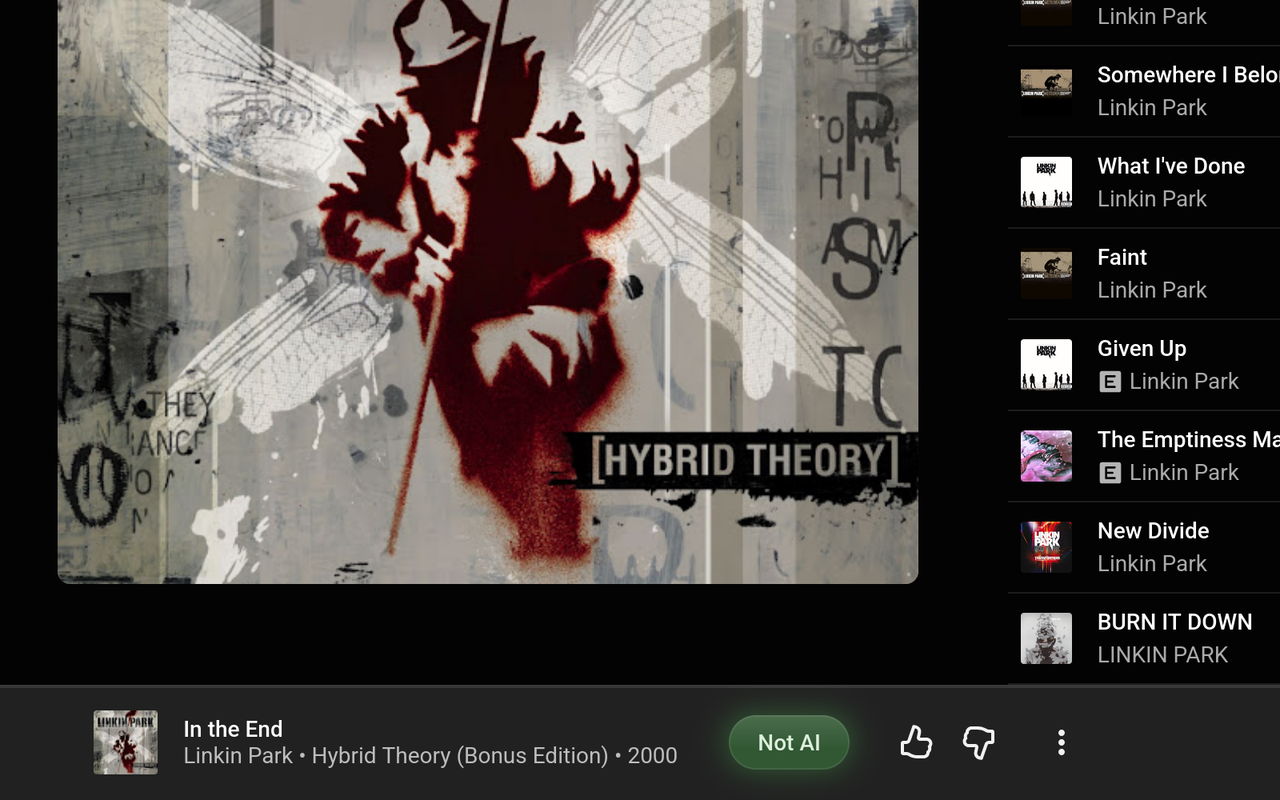 [HYBRID THEORY]
THEY
Linkin Park
Somewhere I Belo
Linkin Park
What I've Done
Linkin Park
Faint
Linkin Park
Given Up
E Linkin Park
The Emptiness Ma
E Linkin Park
New Divide
Linkin Park
BURN IT DOWN
LINKIN PARK
In the End
Linkin Park • Hybrid Theory (Bonus Edition) • 2000
Not AI